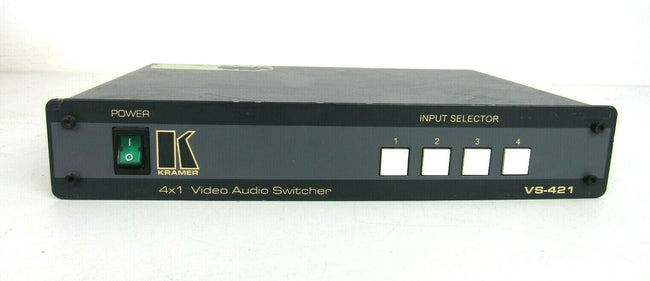 POWER
INPUT SELECTOR
1 2 3 4
I
O
K
KRAMER
4x1 Video Audio Switcher
VS-421